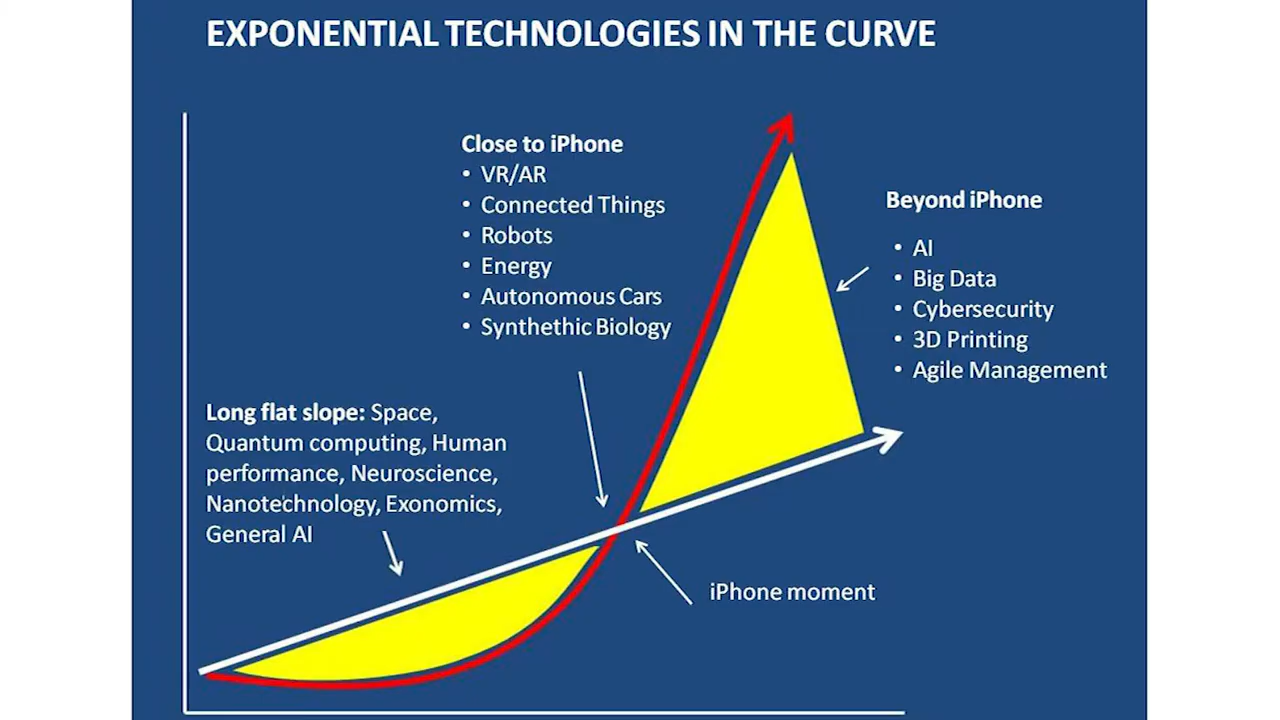 EXPONENTIAL TECHNOLOGIES IN THE CURVE
Close to iPhone
• VR/AR
• Connected Things
• Robots
• Energy
• Autonomous Cars
• Synthethic Biology
Beyond iPhone
• AI
• Big Data
• Cybersecurity
• 3D Printing
• Agile Management
Long flat slope: Space,
Quantum computing, Human
performance, Neuroscience,
Nanotechnology, Exonomics,
General AI
iPhone moment